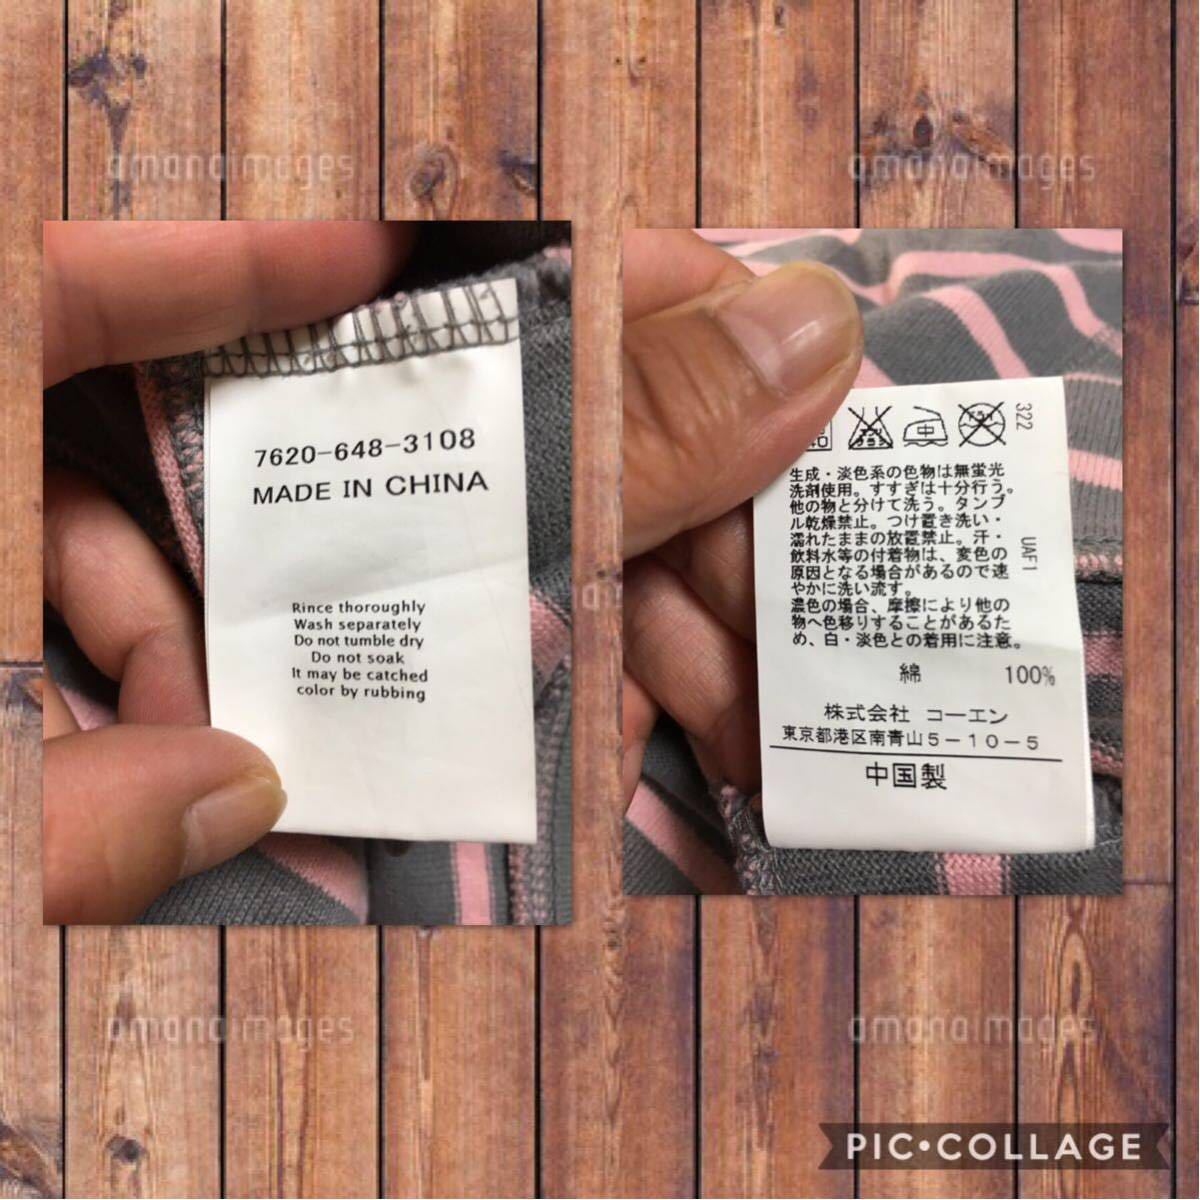 amanaimages
amanaimages
7620-648-3108
MADE IN CHINA
Rince thoroughly
Wash separately
Do not tumble dry
Do not soak
It may be catched
color by rubbing
中
322
生成・淡色系の色物は無蛍光
洗剤使用。すすぎは十分行う。
他の物と分けて洗う。タンブ
ル乾燥禁止。つけ置き洗い・
濡れたままの放置禁止。汗・
飲料水等の付着物は、変色の
原因となる場合があるので速
やかに洗い流す。
濃色の場合、摩擦により他の
物へ色移りすることがあるた
め、白・淡色との着用に注意。
UAF1
綿 100%
株式会社 コーエン
東京都港区南青山5-10-5
中国製
amanaimages
amanaimages
PIC•COLLAGE